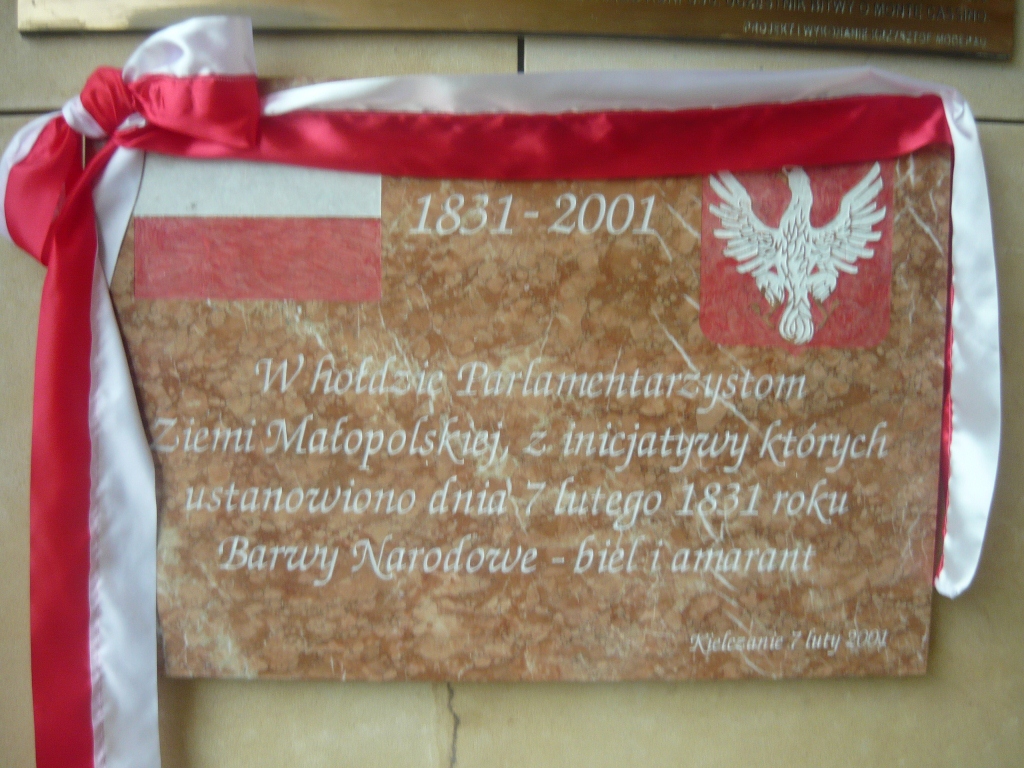 1831-2001
W hołdzie Parlamentarzystom
Ziemi Małopolskiej, z inicjatywy których
ustanowiono dnia 7 lutego 1831 roku
Barwy Narodowe - biel i amarant
Kielczanie 7 luty 2001